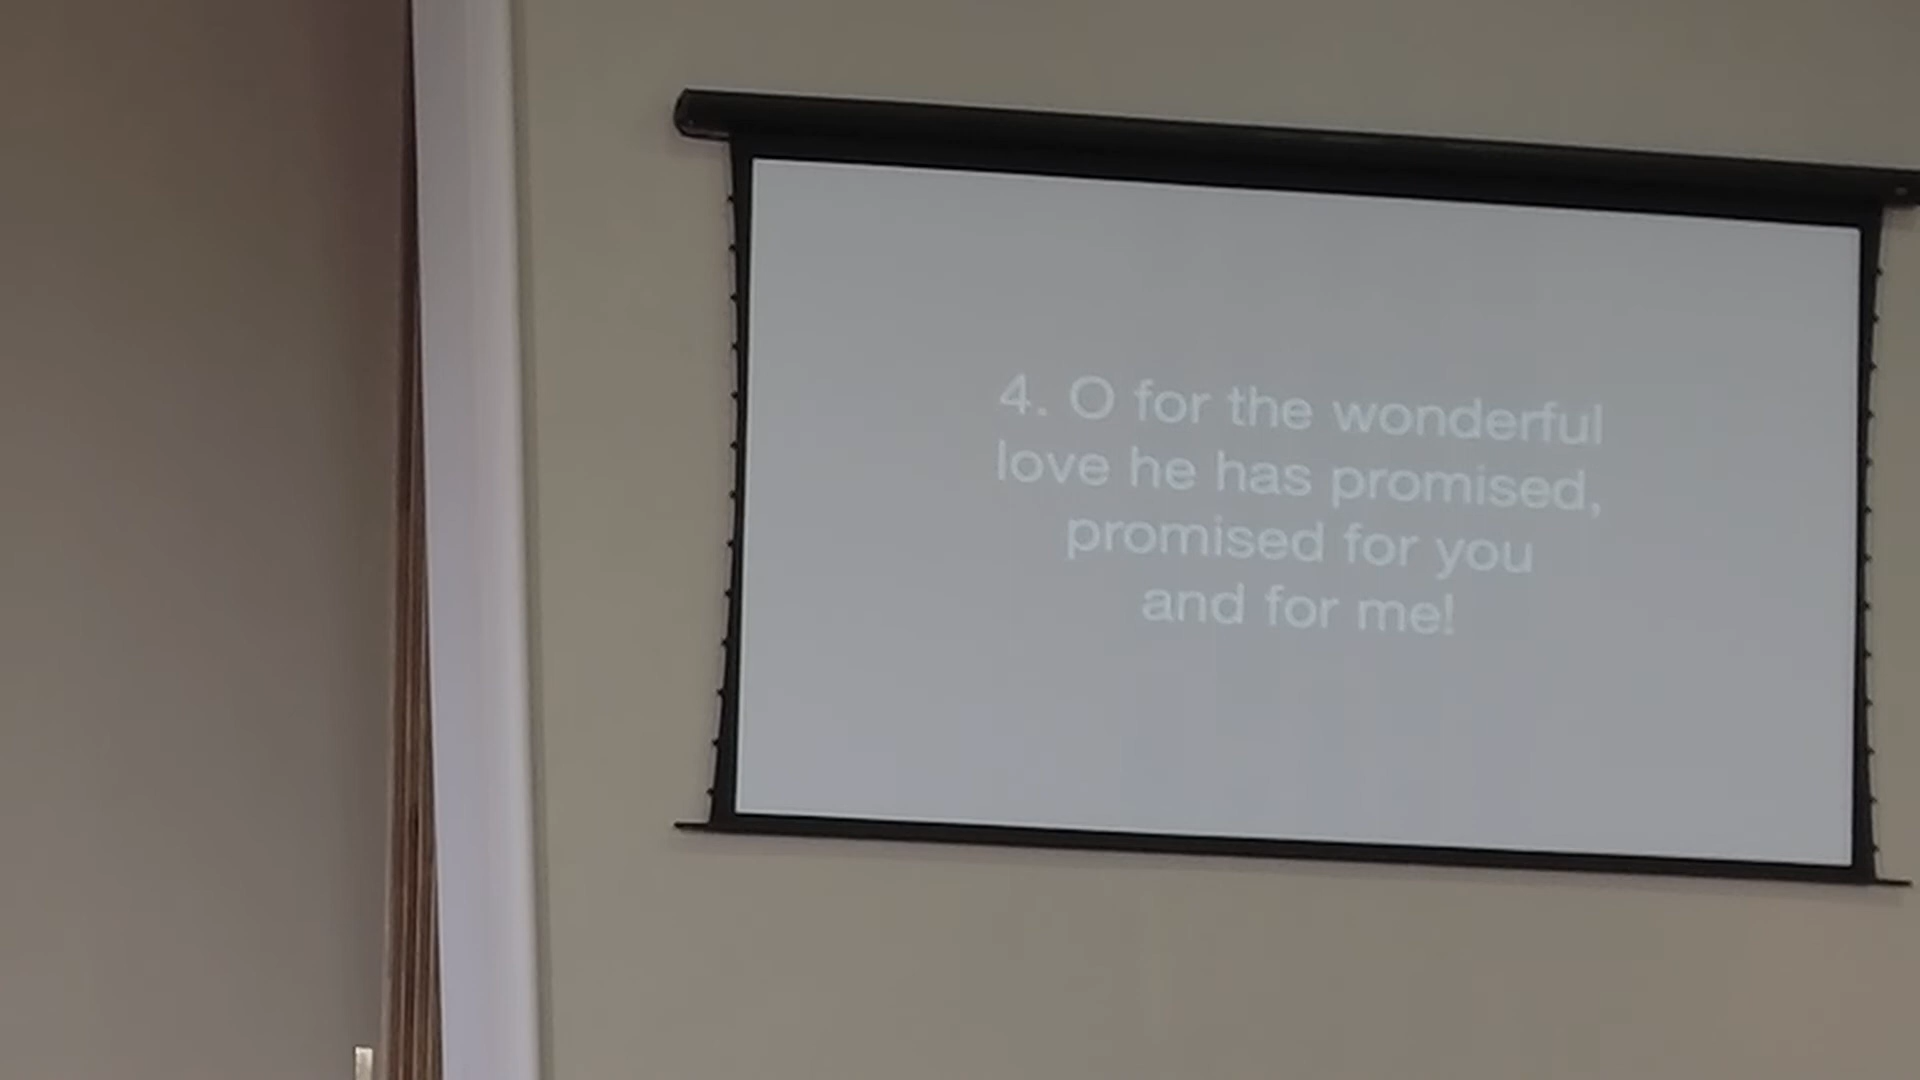 4. O for the wonderful
love he has promised,
promised for you
and for me!